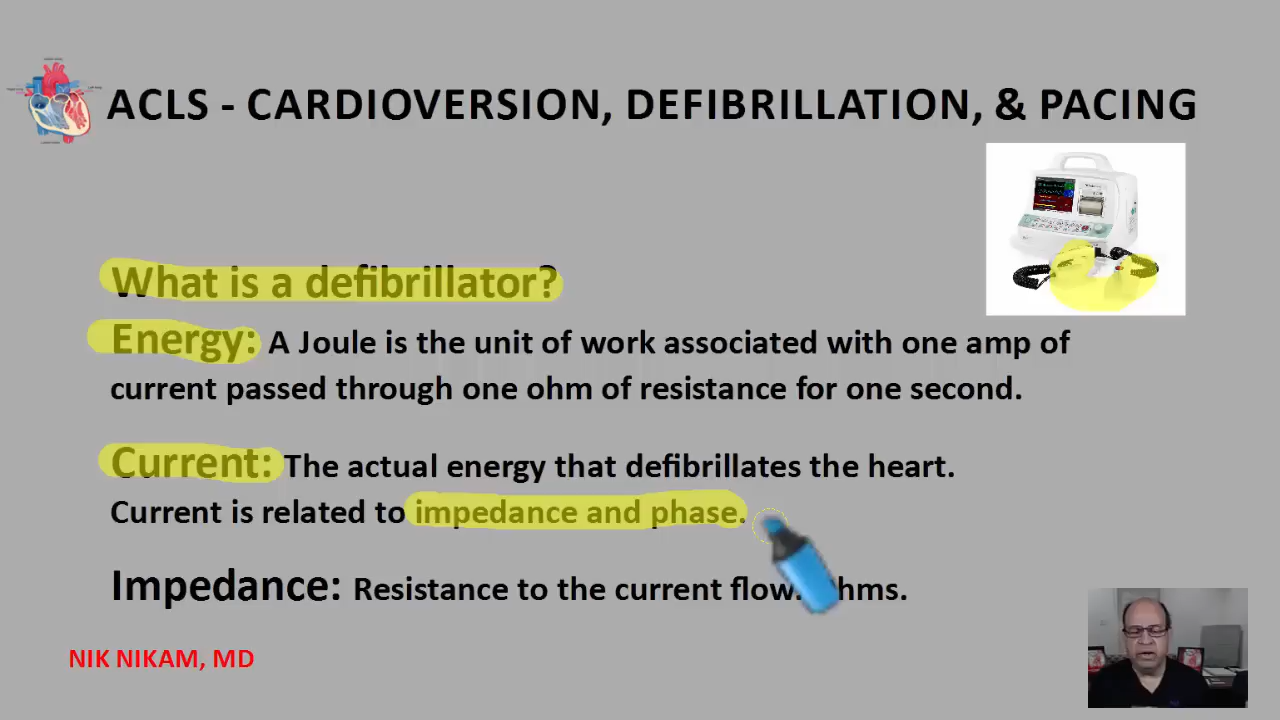 ACLS - CARDIOVERSION, DEFIBRILLATION, & PACING
What is a defibrillator?
Energy: A Joule is the unit of work associated with one amp of
current passed through one ohm of resistance for one second.
Current: The actual energy that defibrillates the heart.
Current is related to impedance and phase.
Impedance: Resistance to the current flow.
NIK NIKAM, MD